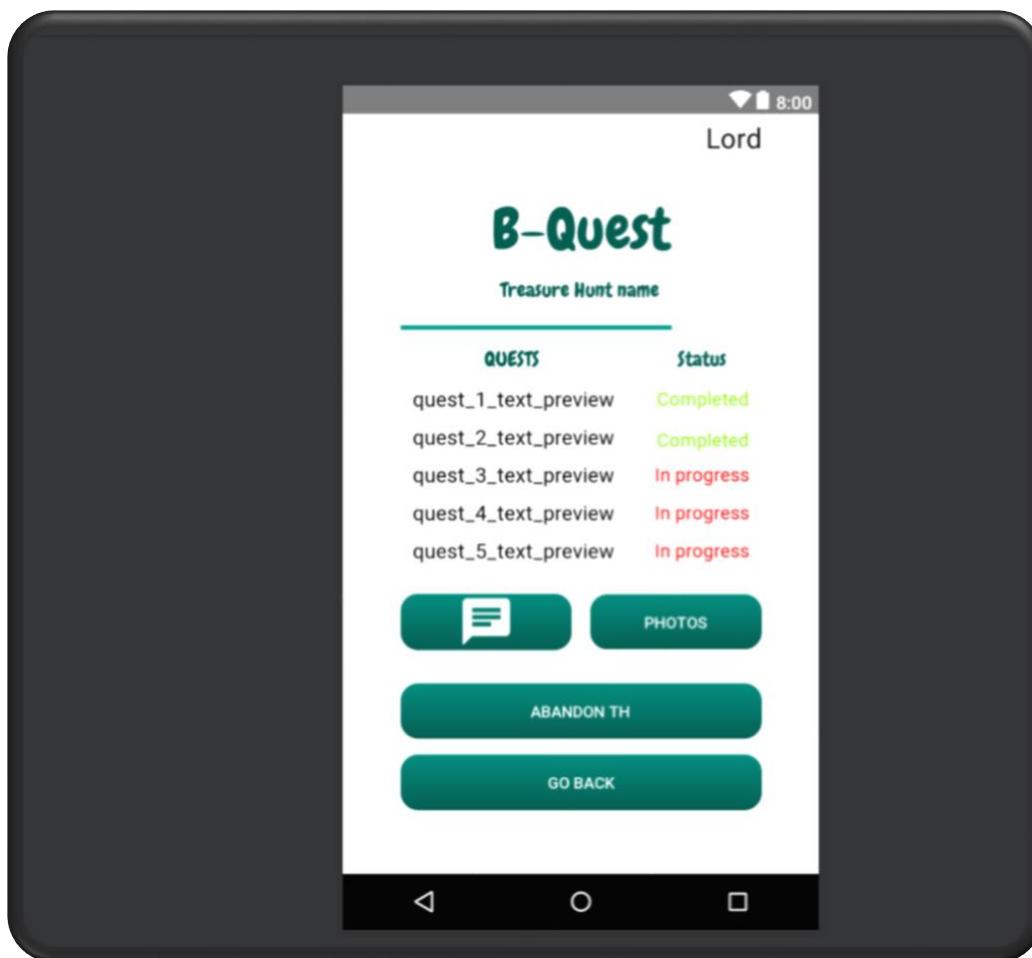 8:00
Lord
B-Quest
Treasure Hunt name
QUESTS Status
quest_1_text_preview Completed
quest_2_text_preview Completed
quest_3_text_preview In progress
quest_4_text_preview In progress
quest_5_text_preview In progress
PHOTOS
ABANDON TH
GO BACK